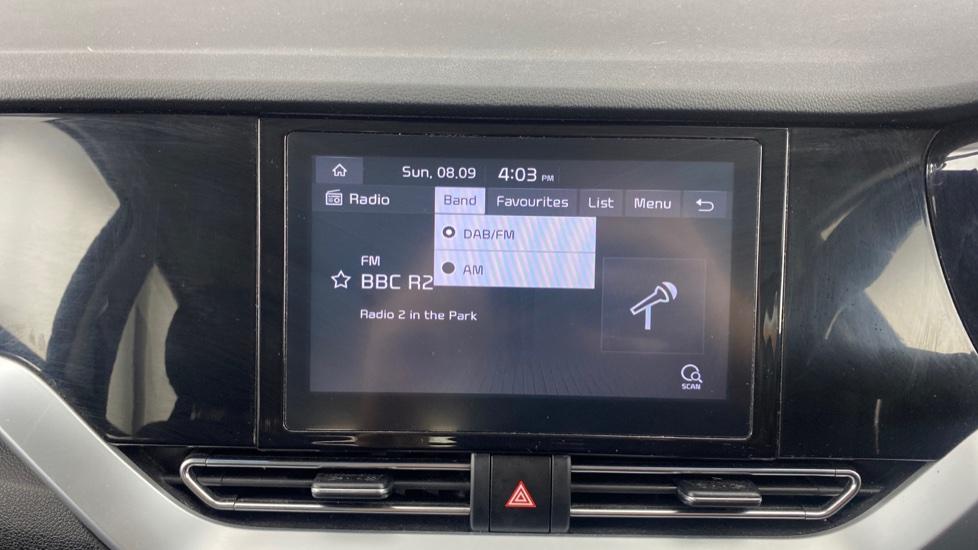 Sun, 08.09 4:03 PM
Radio Band Favourites List Menu
DAB/FM
AM
FM
BBC R2
Radio 2 in the Park
SCAN